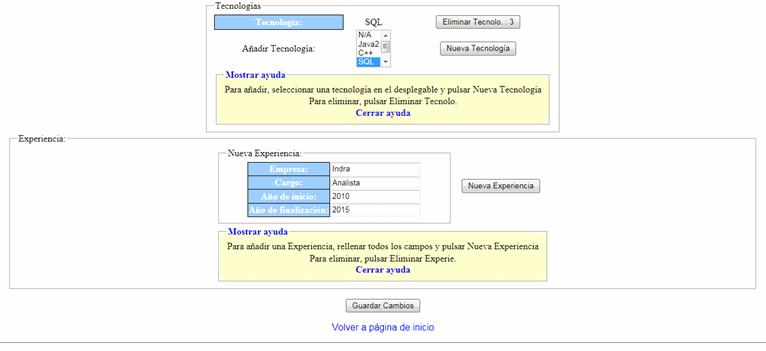 Tecnologías
Tecnología: SQL Eliminar Tecnolo. : 3
Añadir Tecnología: N/A Java2 C++ SQL Nueva Tecnología
Mostrar ayuda
Para añadir, seleccionar una tecnología en el desplegable y pulsar Nueva Tecnología
Para eliminar, pulsar Eliminar Tecnolo.
Cerrar ayuda
Experiencia:
Nueva Experiencia:
Empresa: Indra
Cargo: Analista
Nueva Experiencia
Año de inicio: 2010
Año de finalización: 2015
Mostrar ayuda
Para añadir una Experiencia, rellenar todos los campos y pulsar Nueva Experiencia
Para eliminar, pulsar Eliminar Experie.
Cerrar ayuda
Guardar Cambios
Volver a página de inicio